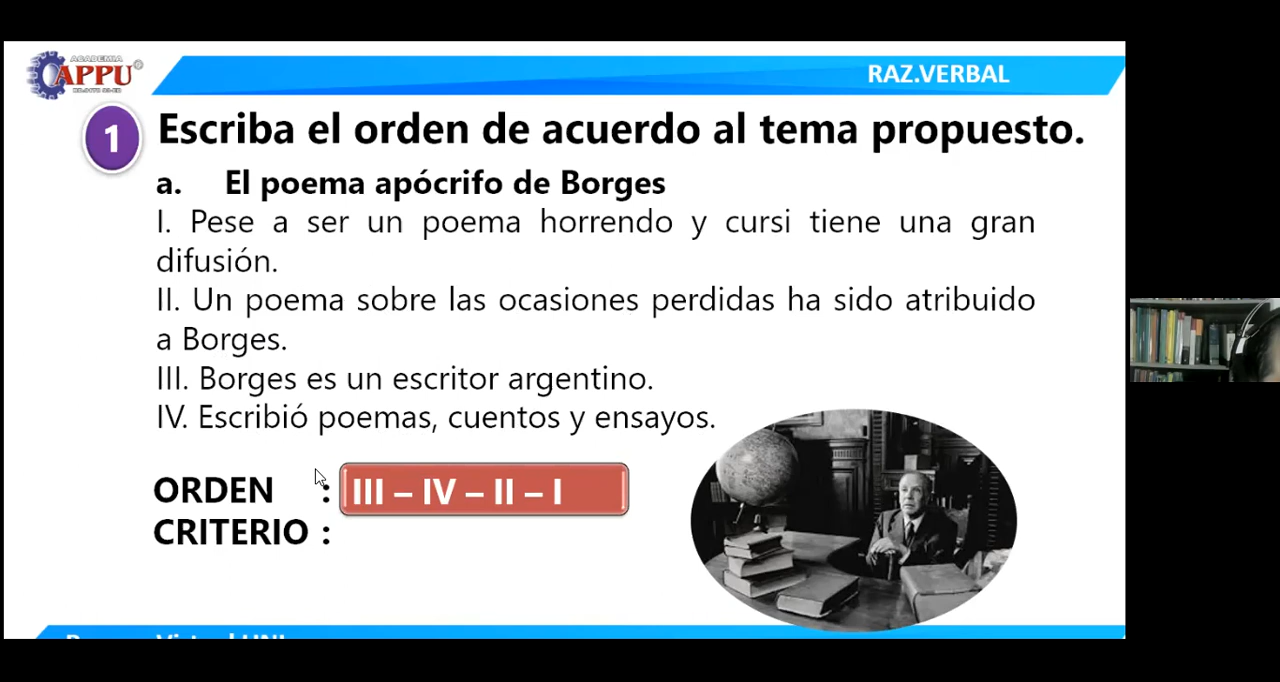 ACADEMIA
APPU
RAZ.VERBAL
1 Escriba el orden de acuerdo al tema propuesto.
a. El poema apócrifo de Borges
I. Pese a ser un poema horrendo y cursi tiene una gran
difusión.
II. Un poema sobre las ocasiones perdidas ha sido atribuido
a Borges.
III. Borges es un escritor argentino.
IV. Escribió poemas, cuentos y ensayos.
ORDEN : III – IV – II – I
CRITERIO :